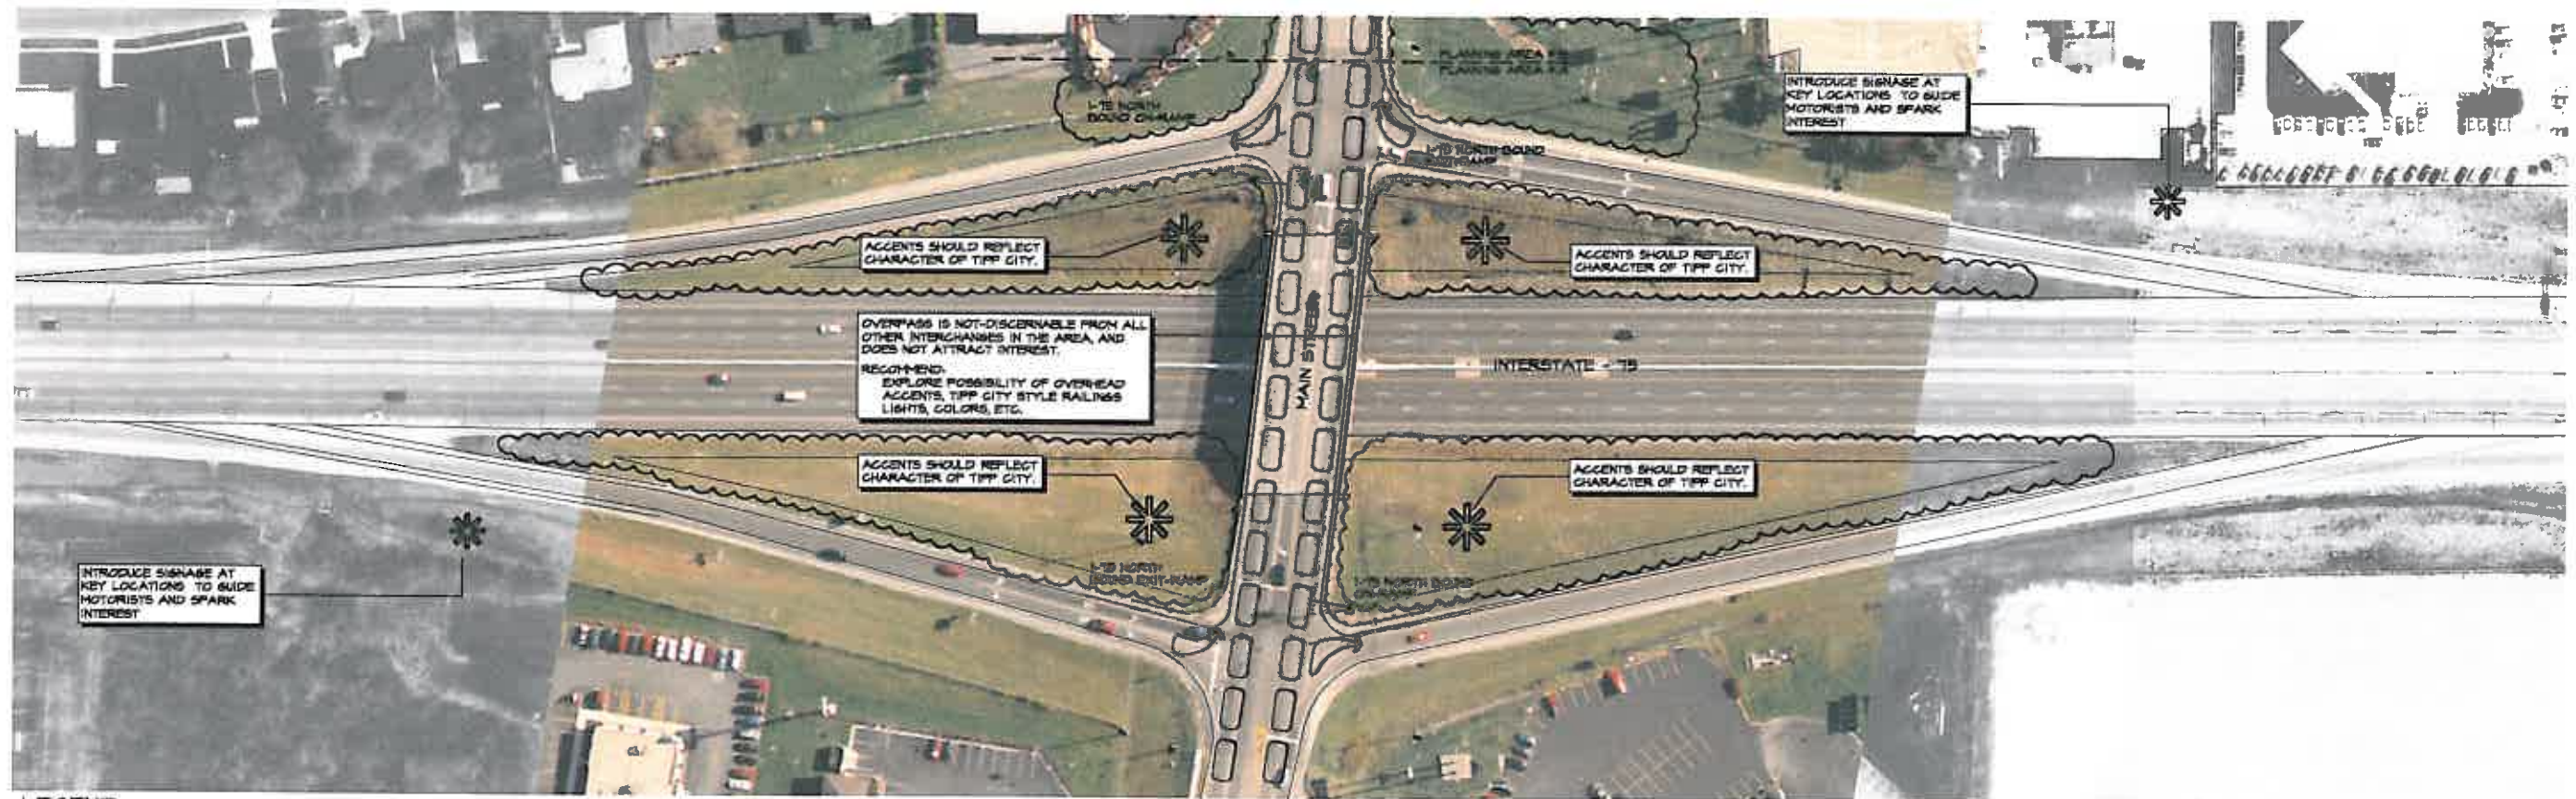 PLANNING AREA
PLANNING AREA
I-75 NORTH
BOUND ON-RAMP
INTRODUCE SIGNAGE AT
KEY LOCATIONS TO GUIDE
MOTORISTS AND SPARK
INTEREST
I-75 NORTH BOUND
ACCENTS SHOULD REFLECT
CHARACTER OF TIPP CITY.
ACCENTS SHOULD REFLECT
CHARACTER OF TIPP CITY.
OVERPASS IS NOT-DISCERNABLE FROM ALL
OTHER INTERCHANGES IN THE AREA, AND
DOES NOT ATTRACT INTEREST.
RECOMMEND:
EXPLORE POSSIBILITY OF OVERHEAD
ACCENTS, TIPP CITY STYLE RAILINGS
LIGHTS, COLORS, ETC.
MAIN STREET
INTERSTATE - 75
ACCENTS SHOULD REFLECT
CHARACTER OF TIPP CITY.
ACCENTS SHOULD REFLECT
CHARACTER OF TIPP CITY.
INTRODUCE SIGNAGE AT
KEY LOCATIONS TO GUIDE
MOTORISTS AND SPARK
INTEREST
I-75 NORTH
BOUND EXIT-RAMP
I-75 NORTH BOUND
ON-RAMP